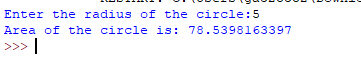 Enter the radius of the circle:5
Area of the circle is: 78.5398163397
>>>